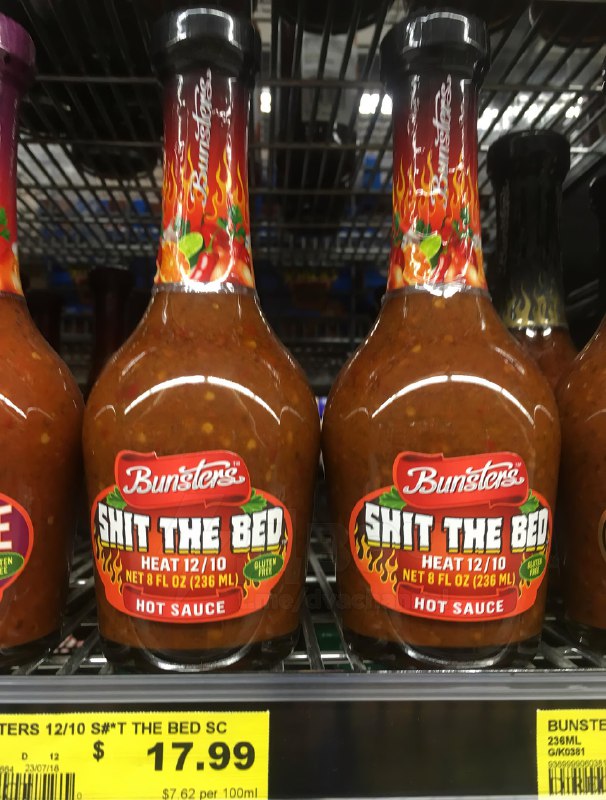 Bunsters
Bunsters
Bunsters™
SHIT THE BED
HEAT 12/10
NET 8 FL OZ (236 ML)
GLUTEN FREE
HOT SAUCE
Bunsters™
SHIT THE BED
HEAT 12/10
NET 8 FL OZ (236 ML)
GLUTEN FREE
HOT SAUCE
TERS 12/10 S#*T THE BED SC
D 12
23/07/18
$ 17.99
$7.62 per 100ml
BUNSTE
236ML
G/K0381